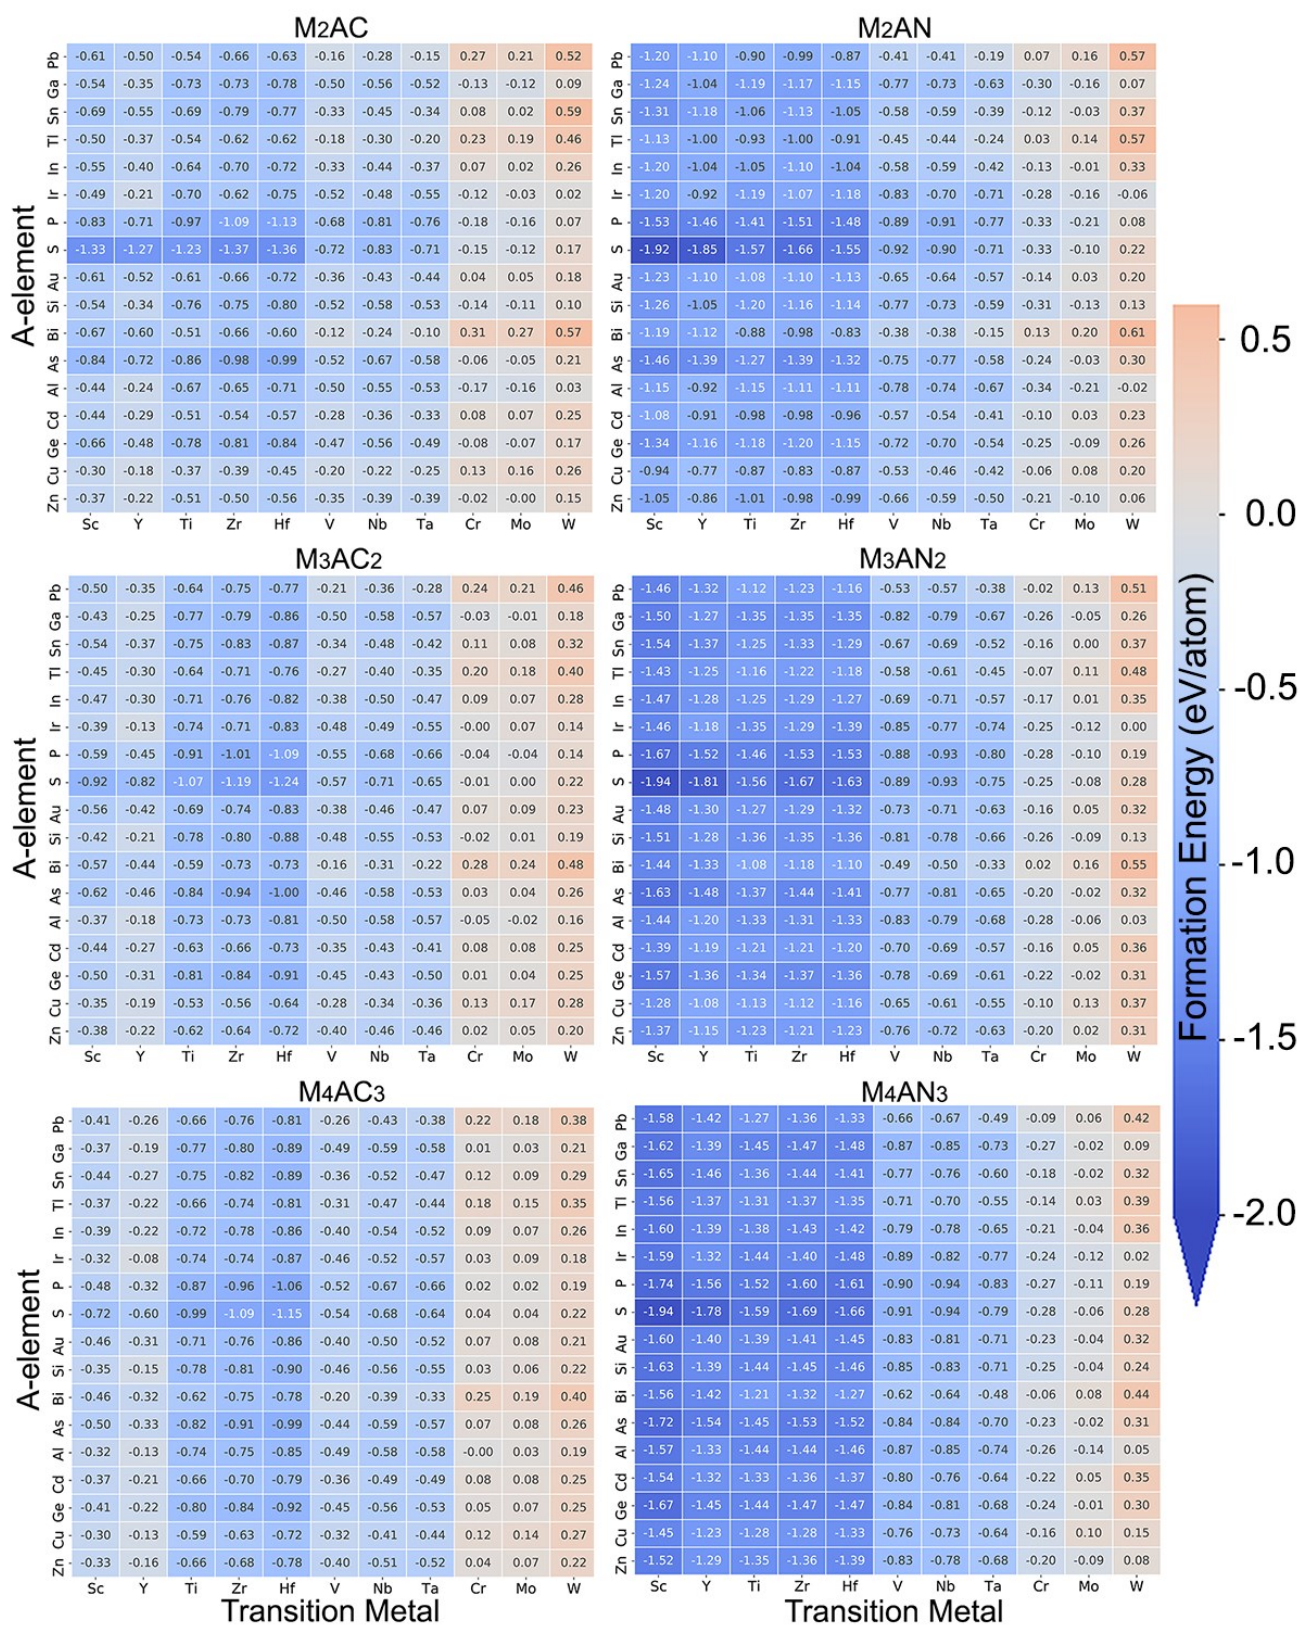 M2AC
Pb -0.61 -0.50 -0.54 -0.66 -0.63 -0.16 -0.28 -0.15 0.27 0.21 0.52
Ga -0.54 -0.35 -0.73 -0.73 -0.78 -0.50 -0.56 -0.52 -0.13 -0.12 0.09
Sn -0.69 -0.55 -0.69 -0.79 -0.77 -0.33 -0.45 -0.34 0.08 0.02 0.59
Tl -0.50 -0.37 -0.54 -0.62 -0.62 -0.18 -0.30 -0.20 0.23 0.19 0.46
In -0.55 -0.40 -0.64 -0.70 -0.72 -0.33 -0.44 -0.37 0.07 0.02 0.26
Ir -0.49 -0.21 -0.70 -0.62 -0.75 -0.52 -0.48 -0.55 -0.12 -0.03 0.02
P -0.83 -0.71 -0.97 -1.09 -1.13 -0.68 -0.81 -0.76 -0.18 -0.16 0.07
S -1.33 -1.27 -1.23 -1.37 -1.36 -0.72 -0.83 -0.71 -0.15 -0.12 0.17
Au -0.61 -0.52 -0.61 -0.66 -0.72 -0.36 -0.43 -0.44 0.04 0.05 0.18
Si -0.54 -0.34 -0.76 -0.75 -0.80 -0.52 -0.58 -0.53 -0.14 -0.11 0.10
Bi -0.67 -0.60 -0.51 -0.66 -0.60 -0.12 -0.24 -0.10 0.31 0.27 0.57
As -0.84 -0.72 -0.86 -0.98 -0.99 -0.52 -0.67 -0.58 -0.06 -0.05 0.21
Al -0.44 -0.24 -0.67 -0.65 -0.71 -0.50 -0.55 -0.53 -0.17 -0.16 0.03
Cd -0.44 -0.29 -0.51 -0.54 -0.57 -0.28 -0.36 -0.33 0.08 0.07 0.25
Ge -0.66 -0.48 -0.78 -0.81 -0.84 -0.47 -0.56 -0.49 -0.08 -0.07 0.17
Cu -0.30 -0.18 -0.37 -0.39 -0.45 -0.20 -0.22 -0.25 0.13 0.16 0.26
Zn -0.37 -0.22 -0.51 -0.50 -0.56 -0.35 -0.39 -0.39 -0.02 -0.00 0.15
Sc Y Ti Zr Hf V Nb Ta Cr Mo W
A-element
M2AN
Pb -1.20 -1.10 -0.90 -0.99 -0.87 -0.41 -0.41 -0.19 0.07 0.16 0.57
Ga -1.24 -1.04 -1.19 -1.17 -1.15 -0.77 -0.73 -0.63 -0.30 -0.16 0.07
Sn -1.31 -1.18 -1.06 -1.13 -1.05 -0.58 -0.59 -0.39 -0.12 -0.03 0.37
Tl -1.13 -1.00 -0.93 -1.00 -0.91 -0.45 -0.44 -0.24 0.03 0.14 0.57
In -1.20 -1.04 -1.05 -1.10 -1.04 -0.58 -0.59 -0.42 -0.13 -0.01 0.33
Ir -1.20 -0.92 -1.19 -1.07 -1.18 -0.83 -0.70 -0.71 -0.28 -0.16 -0.06
P -1.53 -1.46 -1.41 -1.51 -1.48 -0.89 -0.91 -0.77 -0.33 -0.21 0.08
S -1.92 -1.85 -1.57 -1.66 -1.55 -0.92 -0.90 -0.71 -0.33 -0.10 0.22
Au -1.23 -1.10 -1.08 -1.10 -1.13 -0.65 -0.64 -0.57 -0.14 0.03 0.20
Si -1.26 -1.05 -1.20 -1.16 -1.14 -0.77 -0.73 -0.59 -0.31 -0.13 0.13
Bi -1.19 -1.12 -0.88 -0.98 -0.83 -0.38 -0.38 -0.15 0.13 0.20 0.61
As -1.46 -1.39 -1.27 -1.39 -1.32 -0.75 -0.77 -0.58 -0.24 -0.03 0.30
Al -1.15 -0.92 -1.15 -1.11 -1.11 -0.78 -0.74 -0.67 -0.34 -0.21 -0.02
Cd -1.08 -0.91 -0.98 -0.98 -0.96 -0.57 -0.54 -0.41 -0.10 0.03 0.23
Ge -1.34 -1.16 -1.18 -1.20 -1.15 -0.72 -0.70 -0.54 -0.25 -0.09 0.26
Cu -0.94 -0.77 -0.87 -0.83 -0.87 -0.53 -0.46 -0.42 -0.06 0.08 0.20
Zn -1.05 -0.86 -1.01 -0.98 -0.99 -0.66 -0.59 -0.50 -0.21 -0.10 0.06
Sc Y Ti Zr Hf V Nb Ta Cr Mo W
M3AC2
Pb -0.50 -0.35 -0.64 -0.75 -0.77 -0.21 -0.36 -0.28 0.24 0.21 0.46
Ga -0.43 -0.25 -0.77 -0.79 -0.86 -0.50 -0.58 -0.57 -0.03 -0.01 0.18
Sn -0.54 -0.37 -0.75 -0.83 -0.87 -0.34 -0.48 -0.42 0.11 0.08 0.32
Tl -0.45 -0.30 -0.64 -0.71 -0.76 -0.27 -0.40 -0.35 0.20 0.18 0.40
In -0.47 -0.30 -0.71 -0.76 -0.82 -0.38 -0.50 -0.47 0.09 0.07 0.28
Ir -0.39 -0.13 -0.74 -0.71 -0.83 -0.48 -0.49 -0.55 -0.00 0.07 0.14
P -0.59 -0.45 -0.91 -1.01 -1.09 -0.55 -0.68 -0.66 -0.04 -0.04 0.14
S -0.92 -0.82 -1.07 -1.19 -1.24 -0.57 -0.71 -0.65 -0.01 0.00 0.22
Au -0.56 -0.42 -0.69 -0.74 -0.83 -0.38 -0.46 -0.47 0.07 0.09 0.23
Si -0.42 -0.21 -0.78 -0.80 -0.88 -0.48 -0.55 -0.53 -0.02 0.01 0.19
Bi -0.57 -0.44 -0.59 -0.73 -0.73 -0.16 -0.31 -0.22 0.28 0.24 0.48
As -0.62 -0.46 -0.84 -0.94 -1.00 -0.46 -0.58 -0.53 0.03 0.04 0.26
Al -0.37 -0.18 -0.73 -0.73 -0.81 -0.50 -0.58 -0.57 -0.05 -0.02 0.16
Cd -0.44 -0.27 -0.63 -0.66 -0.73 -0.35 -0.43 -0.41 0.08 0.08 0.25
Ge -0.50 -0.31 -0.81 -0.84 -0.91 -0.45 -0.43 -0.50 0.01 0.04 0.25
Cu -0.35 -0.19 -0.53 -0.56 -0.64 -0.28 -0.34 -0.36 0.13 0.17 0.28
Zn -0.38 -0.22 -0.62 -0.64 -0.72 -0.40 -0.46 -0.46 0.02 0.05 0.20
Sc Y Ti Zr Hf V Nb Ta Cr Mo W
A-element
M3AN2
Pb -1.46 -1.32 -1.12 -1.23 -1.16 -0.53 -0.57 -0.38 -0.02 0.13 0.51
Ga -1.50 -1.27 -1.35 -1.35 -1.35 -0.82 -0.79 -0.67 -0.26 -0.05 0.26
Sn -1.54 -1.37 -1.25 -1.33 -1.29 -0.67 -0.69 -0.52 -0.16 0.00 0.37
Tl -1.43 -1.25 -1.16 -1.22 -1.18 -0.58 -0.61 -0.45 -0.07 0.11 0.48
In -1.47 -1.28 -1.25 -1.29 -1.27 -0.69 -0.71 -0.57 -0.17 0.01 0.35
Ir -1.46 -1.18 -1.35 -1.29 -1.39 -0.85 -0.77 -0.74 -0.25 -0.12 0.00
P -1.67 -1.52 -1.46 -1.53 -1.53 -0.88 -0.93 -0.80 -0.28 -0.10 0.19
S -1.94 -1.81 -1.56 -1.67 -1.63 -0.89 -0.93 -0.75 -0.25 -0.08 0.28
Au -1.48 -1.30 -1.27 -1.29 -1.32 -0.73 -0.71 -0.63 -0.16 0.05 0.32
Si -1.51 -1.28 -1.36 -1.35 -1.36 -0.81 -0.78 -0.66 -0.26 -0.09 0.13
Bi -1.44 -1.33 -1.08 -1.18 -1.10 -0.49 -0.50 -0.33 0.02 0.16 0.55
As -1.63 -1.48 -1.37 -1.44 -1.41 -0.77 -0.81 -0.65 -0.20 -0.02 0.32
Al -1.44 -1.20 -1.33 -1.31 -1.33 -0.83 -0.79 -0.68 -0.28 -0.06 0.03
Cd -1.39 -1.19 -1.21 -1.21 -1.20 -0.70 -0.69 -0.57 -0.16 0.05 0.36
Ge -1.57 -1.36 -1.34 -1.37 -1.36 -0.78 -0.69 -0.61 -0.22 -0.02 0.31
Cu -1.28 -1.08 -1.13 -1.12 -1.16 -0.65 -0.61 -0.55 -0.10 0.13 0.37
Zn -1.37 -1.15 -1.23 -1.21 -1.23 -0.76 -0.72 -0.63 -0.20 0.02 0.31
Sc Y Ti Zr Hf V Nb Ta Cr Mo W
M4AC3
Pb -0.41 -0.26 -0.66 -0.76 -0.81 -0.26 -0.43 -0.38 0.22 0.18 0.38
Ga -0.37 -0.19 -0.77 -0.80 -0.89 -0.49 -0.59 -0.58 0.01 0.03 0.21
Sn -0.44 -0.27 -0.75 -0.82 -0.89 -0.36 -0.52 -0.47 0.12 0.09 0.29
Tl -0.37 -0.22 -0.66 -0.74 -0.81 -0.31 -0.47 -0.44 0.18 0.15 0.35
In -0.39 -0.22 -0.72 -0.78 -0.86 -0.40 -0.54 -0.52 0.09 0.07 0.26
Ir -0.32 -0.08 -0.74 -0.74 -0.87 -0.46 -0.52 -0.57 0.03 0.09 0.18
P -0.48 -0.32 -0.87 -0.96 -1.06 -0.52 -0.67 -0.66 0.02 0.02 0.19
S -0.72 -0.60 -0.99 -1.09 -1.15 -0.54 -0.68 -0.64 0.04 0.04 0.22
Au -0.46 -0.31 -0.71 -0.76 -0.86 -0.40 -0.50 -0.52 0.07 0.08 0.21
Si -0.35 -0.15 -0.78 -0.81 -0.90 -0.46 -0.56 -0.55 0.03 0.06 0.22
Bi -0.46 -0.32 -0.62 -0.75 -0.78 -0.20 -0.39 -0.33 0.25 0.19 0.40
As -0.50 -0.33 -0.82 -0.91 -0.99 -0.44 -0.59 -0.57 0.07 0.08 0.26
Al -0.32 -0.13 -0.74 -0.75 -0.85 -0.49 -0.58 -0.58 -0.00 0.03 0.19
Cd -0.37 -0.21 -0.66 -0.70 -0.79 -0.36 -0.49 -0.49 0.08 0.08 0.25
Ge -0.41 -0.22 -0.80 -0.84 -0.92 -0.45 -0.56 -0.53 0.05 0.07 0.25
Cu -0.30 -0.13 -0.59 -0.63 -0.72 -0.32 -0.41 -0.44 0.12 0.14 0.27
Zn -0.33 -0.16 -0.66 -0.68 -0.78 -0.40 -0.51 -0.52 0.04 0.07 0.22
Sc Y Ti Zr Hf V Nb Ta Cr Mo W
A-element
Transition Metal
M4AN3
Pb -1.58 -1.42 -1.27 -1.36 -1.33 -0.66 -0.67 -0.49 -0.09 0.06 0.42
Ga -1.62 -1.39 -1.45 -1.47 -1.48 -0.87 -0.85 -0.73 -0.27 -0.02 0.09
Sn -1.65 -1.46 -1.36 -1.44 -1.41 -0.77 -0.76 -0.60 -0.18 -0.02 0.32
Tl -1.56 -1.37 -1.31 -1.37 -1.35 -0.71 -0.70 -0.55 -0.14 0.03 0.39
In -1.60 -1.39 -1.38 -1.43 -1.42 -0.79 -0.78 -0.65 -0.21 -0.04 0.36
Ir -1.59 -1.32 -1.44 -1.40 -1.48 -0.89 -0.82 -0.77 -0.24 -0.12 0.02
P -1.74 -1.56 -1.52 -1.60 -1.61 -0.90 -0.94 -0.83 -0.27 -0.11 0.19
S -1.94 -1.78 -1.59 -1.69 -1.66 -0.91 -0.94 -0.79 -0.28 -0.06 0.28
Au -1.60 -1.40 -1.39 -1.41 -1.45 -0.83 -0.81 -0.71 -0.23 -0.04 0.32
Si -1.63 -1.39 -1.44 -1.45 -1.46 -0.85 -0.83 -0.71 -0.25 -0.04 0.24
Bi -1.56 -1.42 -1.21 -1.32 -1.27 -0.62 -0.64 -0.48 -0.06 0.08 0.44
As -1.72 -1.54 -1.45 -1.53 -1.52 -0.84 -0.84 -0.70 -0.23 -0.02 0.31
Al -1.57 -1.33 -1.44 -1.44 -1.46 -0.87 -0.85 -0.74 -0.26 -0.14 0.05
Cd -1.54 -1.32 -1.33 -1.36 -1.37 -0.80 -0.76 -0.64 -0.22 0.05 0.35
Ge -1.67 -1.45 -1.44 -1.47 -1.47 -0.84 -0.81 -0.68 -0.24 -0.01 0.30
Cu -1.45 -1.23 -1.28 -1.28 -1.33 -0.76 -0.73 -0.64 -0.16 0.10 0.15
Zn -1.52 -1.29 -1.35 -1.36 -1.39 -0.83 -0.78 -0.68 -0.20 -0.09 0.08
Sc Y Ti Zr Hf V Nb Ta Cr Mo W
Transition Metal
0.5
0.0
-0.5
-1.0
-1.5
-2.0
Formation Energy (eV/atom)